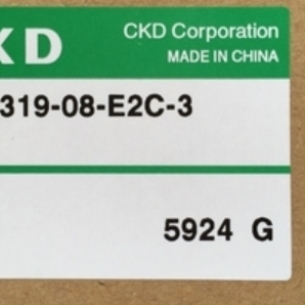 KD
CKD Corporation
MADE IN CHINA
319-08-E2C-3
5924 G